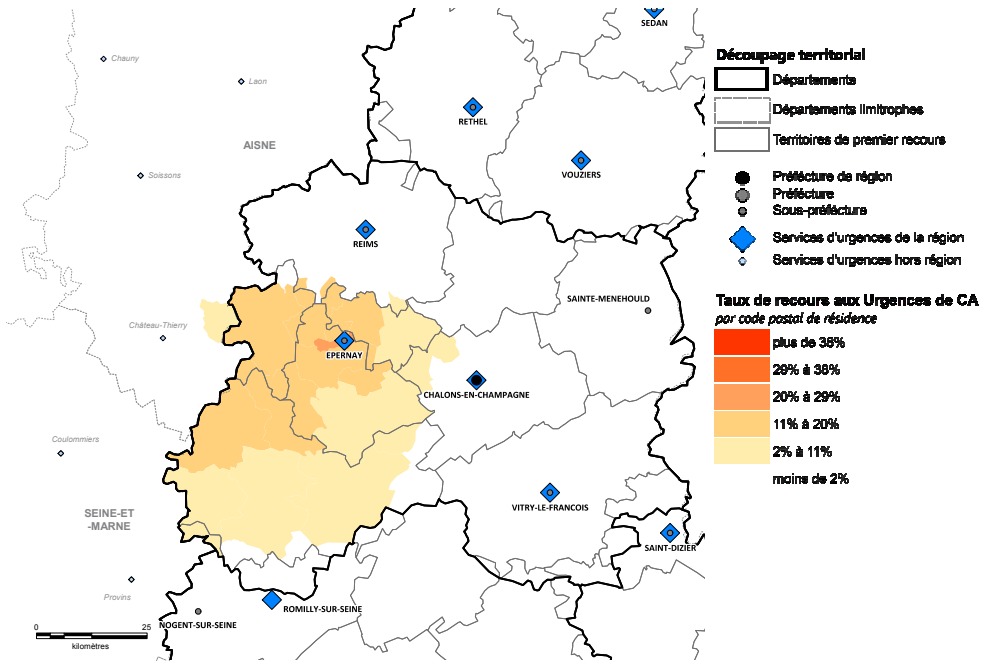 SEDAN
Chauny
Laon
RETHEL
AISNE
Soissons
VOUZIERS
REIMS
SAINTE-MENEHOULD
Château-Thierry
EPERNAY
CHALONS-EN-CHAMPAGNE
Coulommiers
VITRY-LE-FRANCOIS
SEINE-ET
-MARNE
SAINT-DIZIER
Provins
ROMILLY-SUR-SEINE
NOGENT-SUR-SEINE
0 25
kilomètres
Découpage territorial
Départements
Départements limitrophes
Territoires de premier recours
Préfécture de région
Préfécture
Sous-préfécture
Services d'urgences de la région
Services d'urgences hors région
Taux de recours aux Urgences de CA
par code postal de résidence
plus de 38%
29% à 38%
20% à 29%
11% à 20%
2% à 11%
moins de 2%